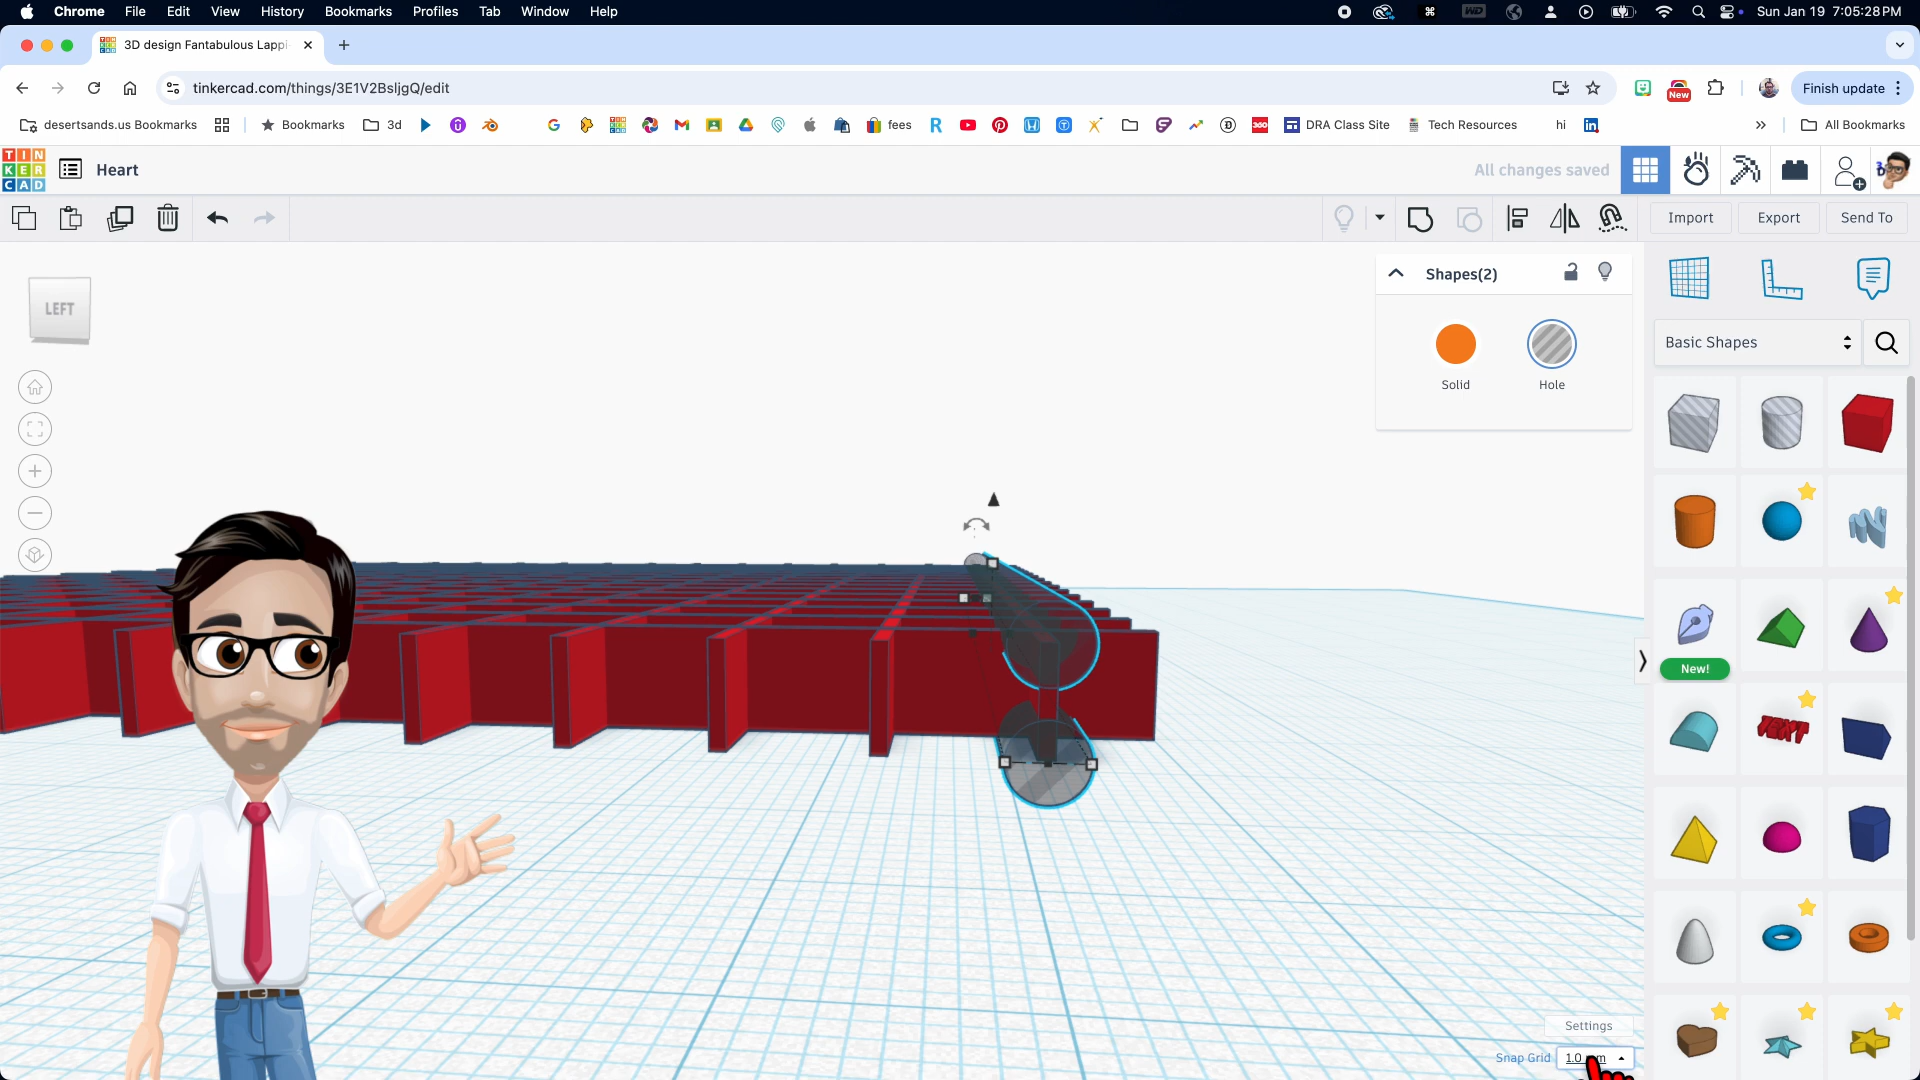 Chrome File Edit View History Bookmarks Profiles Tab Window Help
WD
Sun Jan 19 7:05:28 PM
3D design Fantabulous Lappi
tinkercad.com/things/3E1V2BsljgQ/edit
New
Finish update
desertsands.us Bookmarks
Bookmarks
3d
fees
DRA Class Site
Tech Resources
hi
All Bookmarks
TIN
KER
CAD
Heart
All changes saved
Import
Export
Send To
LEFT
Shapes(2)
Solid
Hole
Basic Shapes
New!
TEXT
Settings
Snap Grid